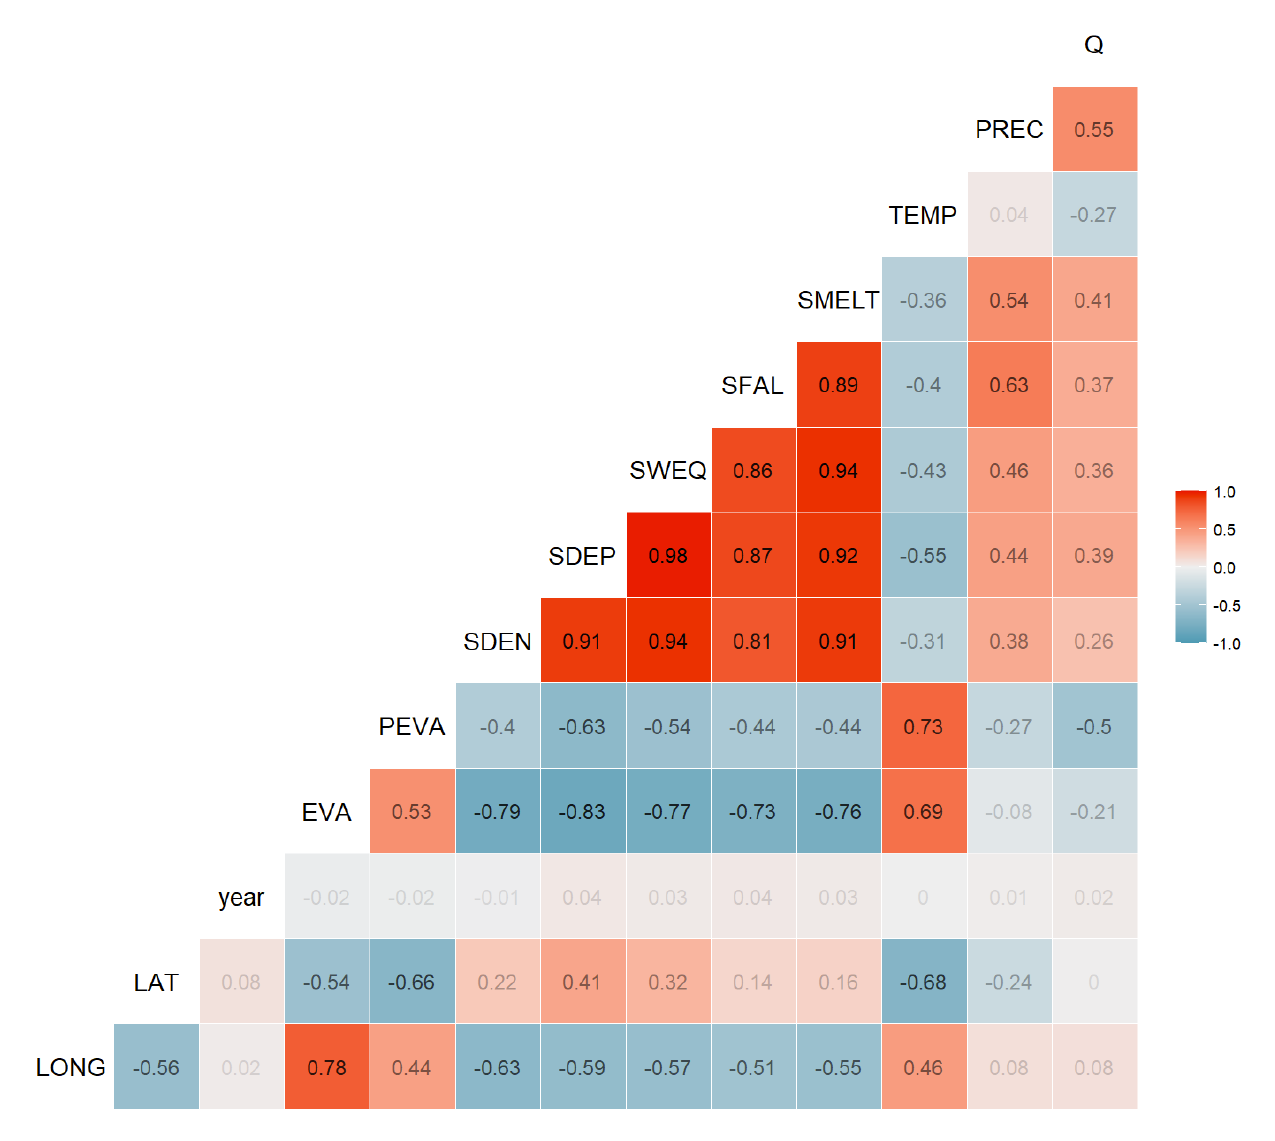 Q
PREC 0.55
TEMP 0.04 -0.27
SMELT -0.36 0.54 0.41
SFAL 0.89 -0.4 0.63 0.37
SWEQ 0.86 0.94 -0.43 0.46 0.36
1.0
0.5
SDEP 0.98 0.87 0.92 -0.55 0.44 0.39
0.0
-0.5
SDEN 0.91 0.94 0.81 0.91 -0.31 0.38 0.26
-1.0
PEVA -0.4 -0.63 -0.54 -0.44 -0.44 0.73 -0.27 -0.5
EVA 0.53 -0.79 -0.83 -0.77 -0.73 -0.76 0.69 -0.08 -0.21
year -0.02 -0.02 -0.01 0.04 0.03 0.04 0.03 0 0.01 0.02
LAT 0.08 -0.54 -0.66 0.22 0.41 0.32 0.14 0.16 -0.68 -0.24 0
LONG -0.56 0.02 0.78 0.44 -0.63 -0.59 -0.57 -0.51 -0.55 0.46 0.08 0.08